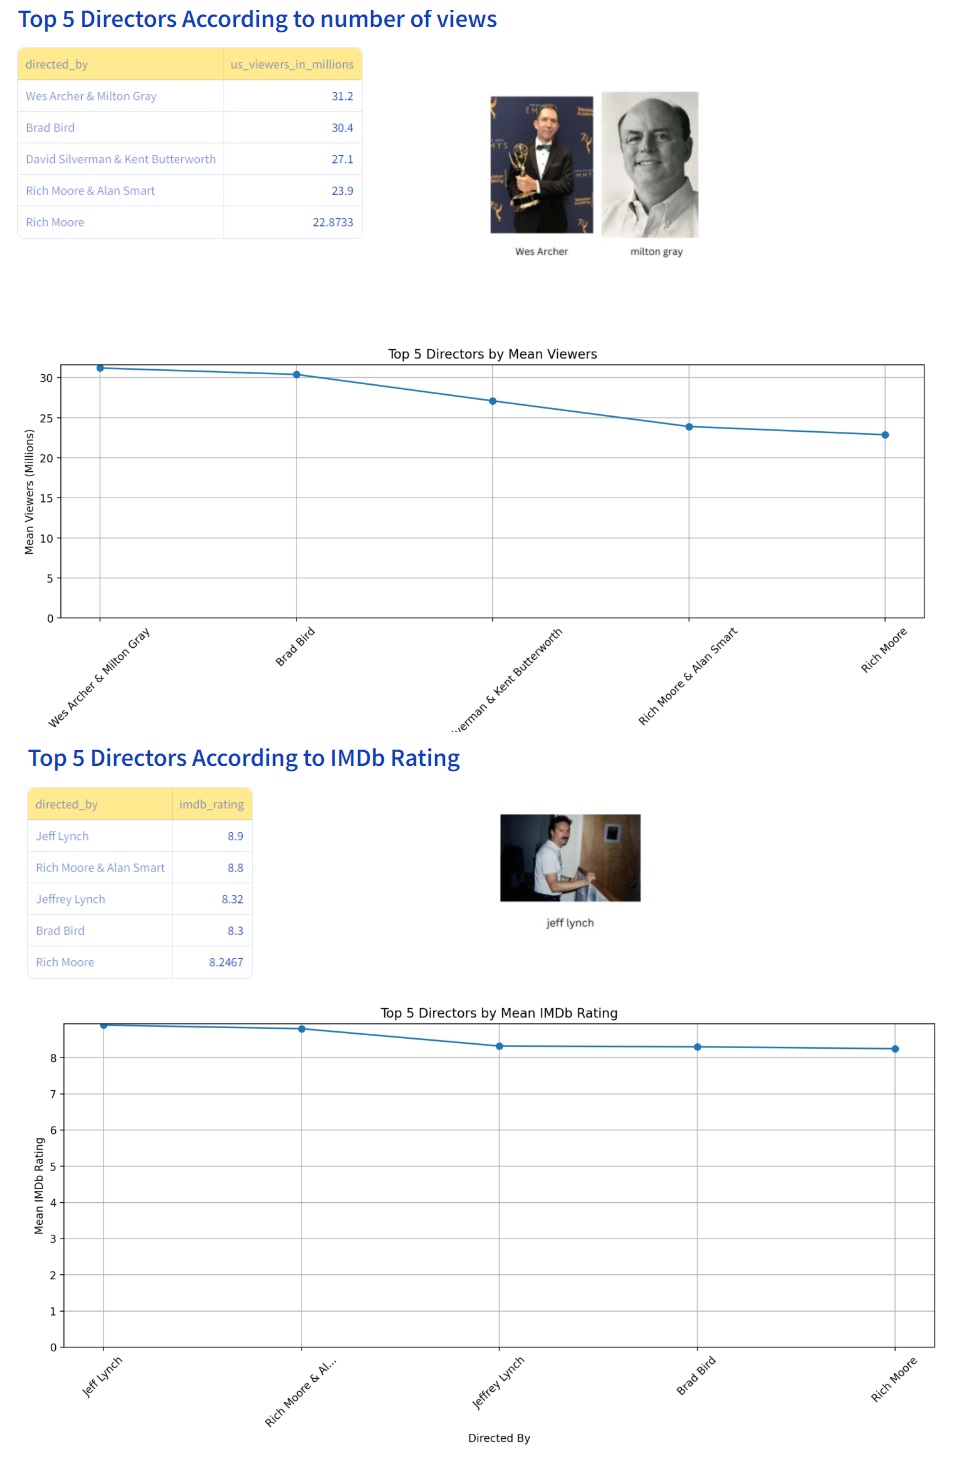 Top 5 Directors According to number of views
directed_by us_viewers_in_millions
Wes Archer & Milton Gray 31.2
Brad Bird 30.4
David Silverman & Kent Butterworth 27.1
Rich Moore & Alan Smart 23.9
Rich Moore 22.8733
Wes Archer milton gray
Top 5 Directors by Mean Viewers
Mean Viewers (Millions)
30
25
20
15
10
5
0
Wes Archer & Milton Gray
Brad Bird
lverman & Kent Butterworth
Rich Moore & Alan Smart
Rich Moore
Top 5 Directors According to IMDb Rating
directed_by imdb_rating
Jeff Lynch 8.9
Rich Moore & Alan Smart 8.8
Jeffrey Lynch 8.32
Brad Bird 8.3
Rich Moore 8.2467
jeff lynch
Top 5 Directors by Mean IMDb Rating
Mean IMDb Rating
8
7
6
5
4
3
2
1
0
Jeff Lynch
Rich Moore & Al...
Jeffrey Lynch
Brad Bird
Rich Moore
Directed By